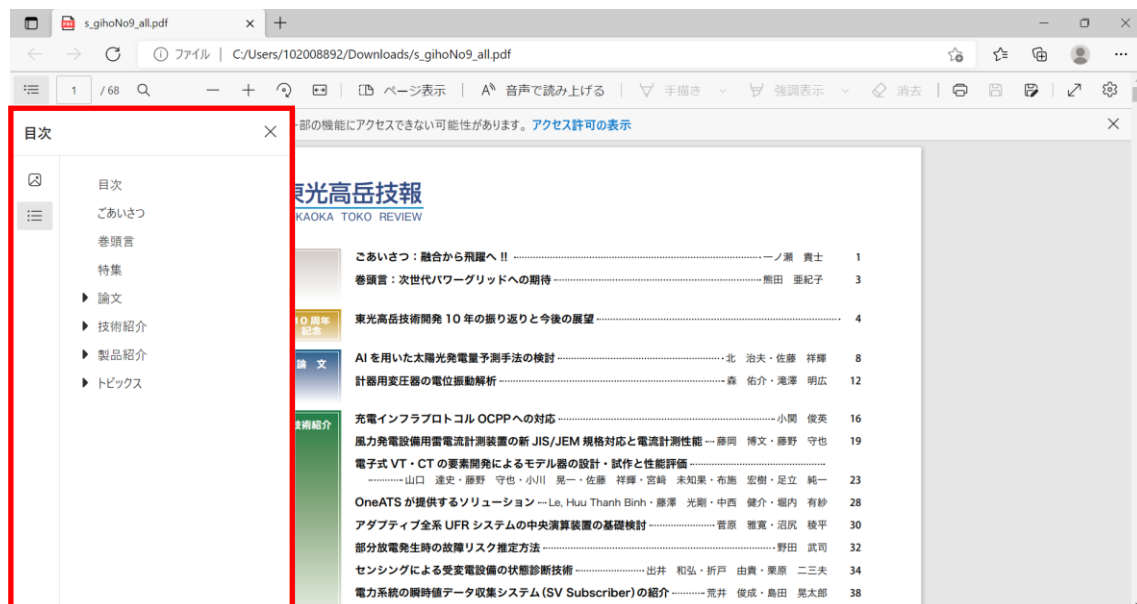 s_gihoNo9_all.pdf
ファイル | C:/Users/102008892/Downloads/s_gihoNo9_all.pdf
1 / 68 ページ表示 音声で読み上げる 手描き 強調表示 消去
部の機能にアクセスできない可能性があります。 アクセス許可の表示
目次
目次
ごあいさつ
巻頭言
特集
論文
技術紹介
製品紹介
トピックス
東光高岳技報
KAOKA TOKO REVIEW
ごあいさつ：融合から飛躍へ !! 一ノ瀬 貴士 1
巻頭言：次世代パワーグリッドへの期待 熊田 亜紀子 3
10 周年
記念
東光高岳技術開発 10 年の振り返りと今後の展望 4
論 文
AI を用いた太陽光発電量予測手法の検討 北 治夫・佐藤 祥輝 8
計器用変圧器の電位振動解析 森 佑介・滝澤 明広 12
技術紹介
充電インフラプロトコル OCPP への対応 小関 俊英 16
風力発電設備用雷電流計測装置の新 JIS/JEM 規格対応と電流計測性能 藤岡 博文・藤野 守也 19
電子式 VT・CT の要素開発によるモデル器の設計・試作と性能評価
山口 達史・藤野 守也・小川 晃一・佐藤 祥輝・宮﨑 未知果・布施 宏樹・足立 純一 23
OneATS が提供するソリューション Le, Huu Thanh Binh・藤澤 光剛・中西 健介・堀内 有紗 28
アダプティブ全系 UFR システムの中央演算装置の基礎検討 菅原 雅寛・沼尻 稜平 30
部分放電発生時の故障リスク推定方法 野田 武司 32
センシングによる受変電設備の状態診断技術 出井 和弘・折戸 由貴・栗原 二三夫 34
電力系統の瞬時値データ収集システム (SV Subscriber) の紹介 荒井 俊成・島田 晃太郎 38